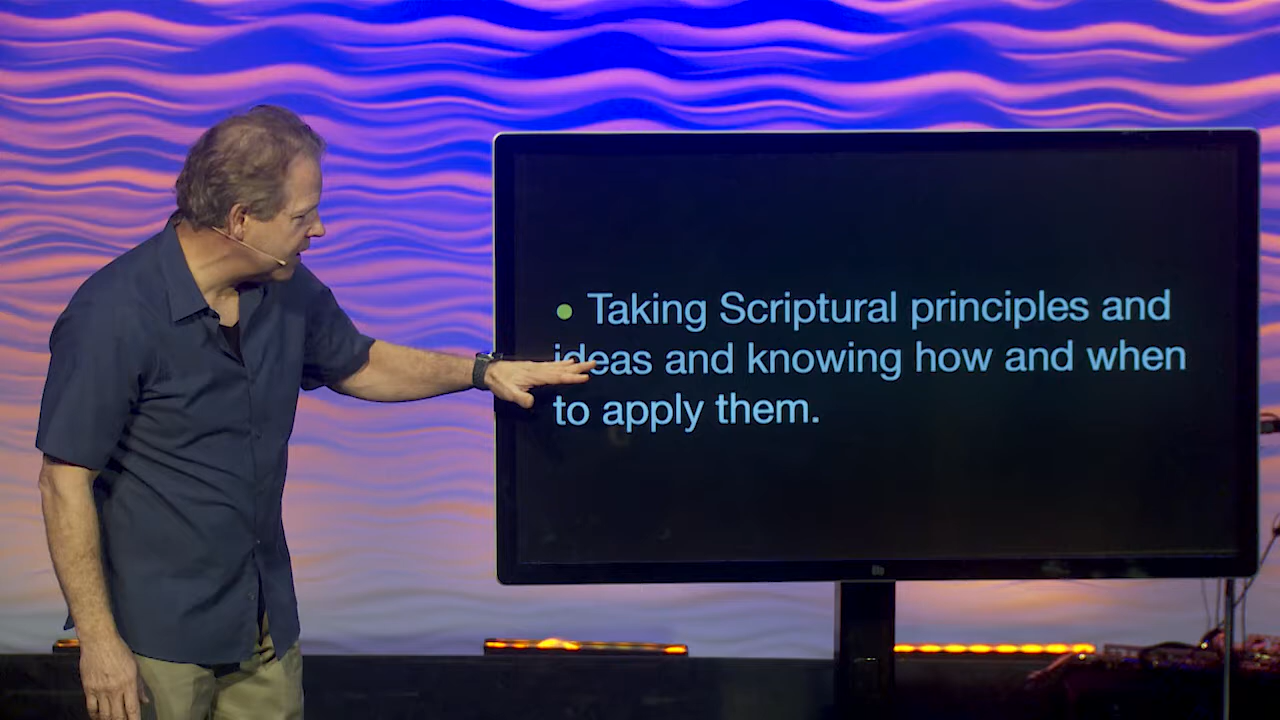 • Taking Scriptural principles and
ideas and knowing how and when
to apply them.